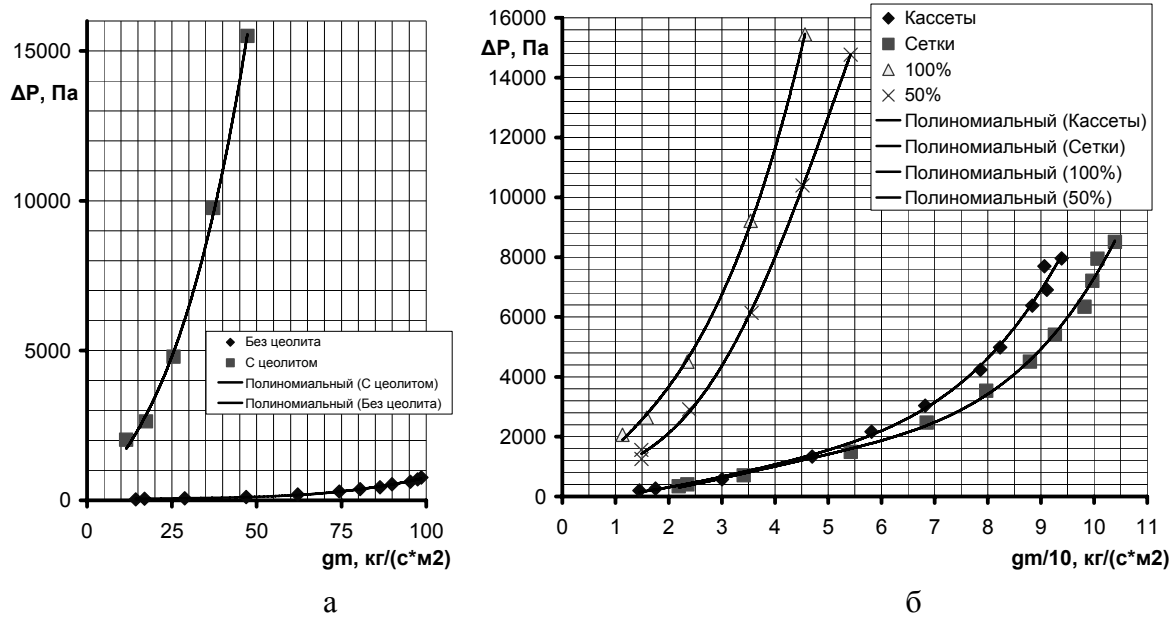 ΔP, Па
15000
10000
5000
0
0
25
50
75
100
gm, кг/(с*м2)
Без цеолита
С цеолитом
Полиномиальный (С цеолитом)
Полиномиальный (Без цеолита)
а
ΔP, Па
16000
14000
12000
10000
8000
6000
4000
2000
0
0
1
2
3
4
5
6
7
8
9
10
11
gm/10, кг/(с*м2)
Кассеты
Сетки
100%
50%
Полиномиальный (Кассеты)
Полиномиальный (Сетки)
Полиномиальный (100%)
Полиномиальный (50%)
б